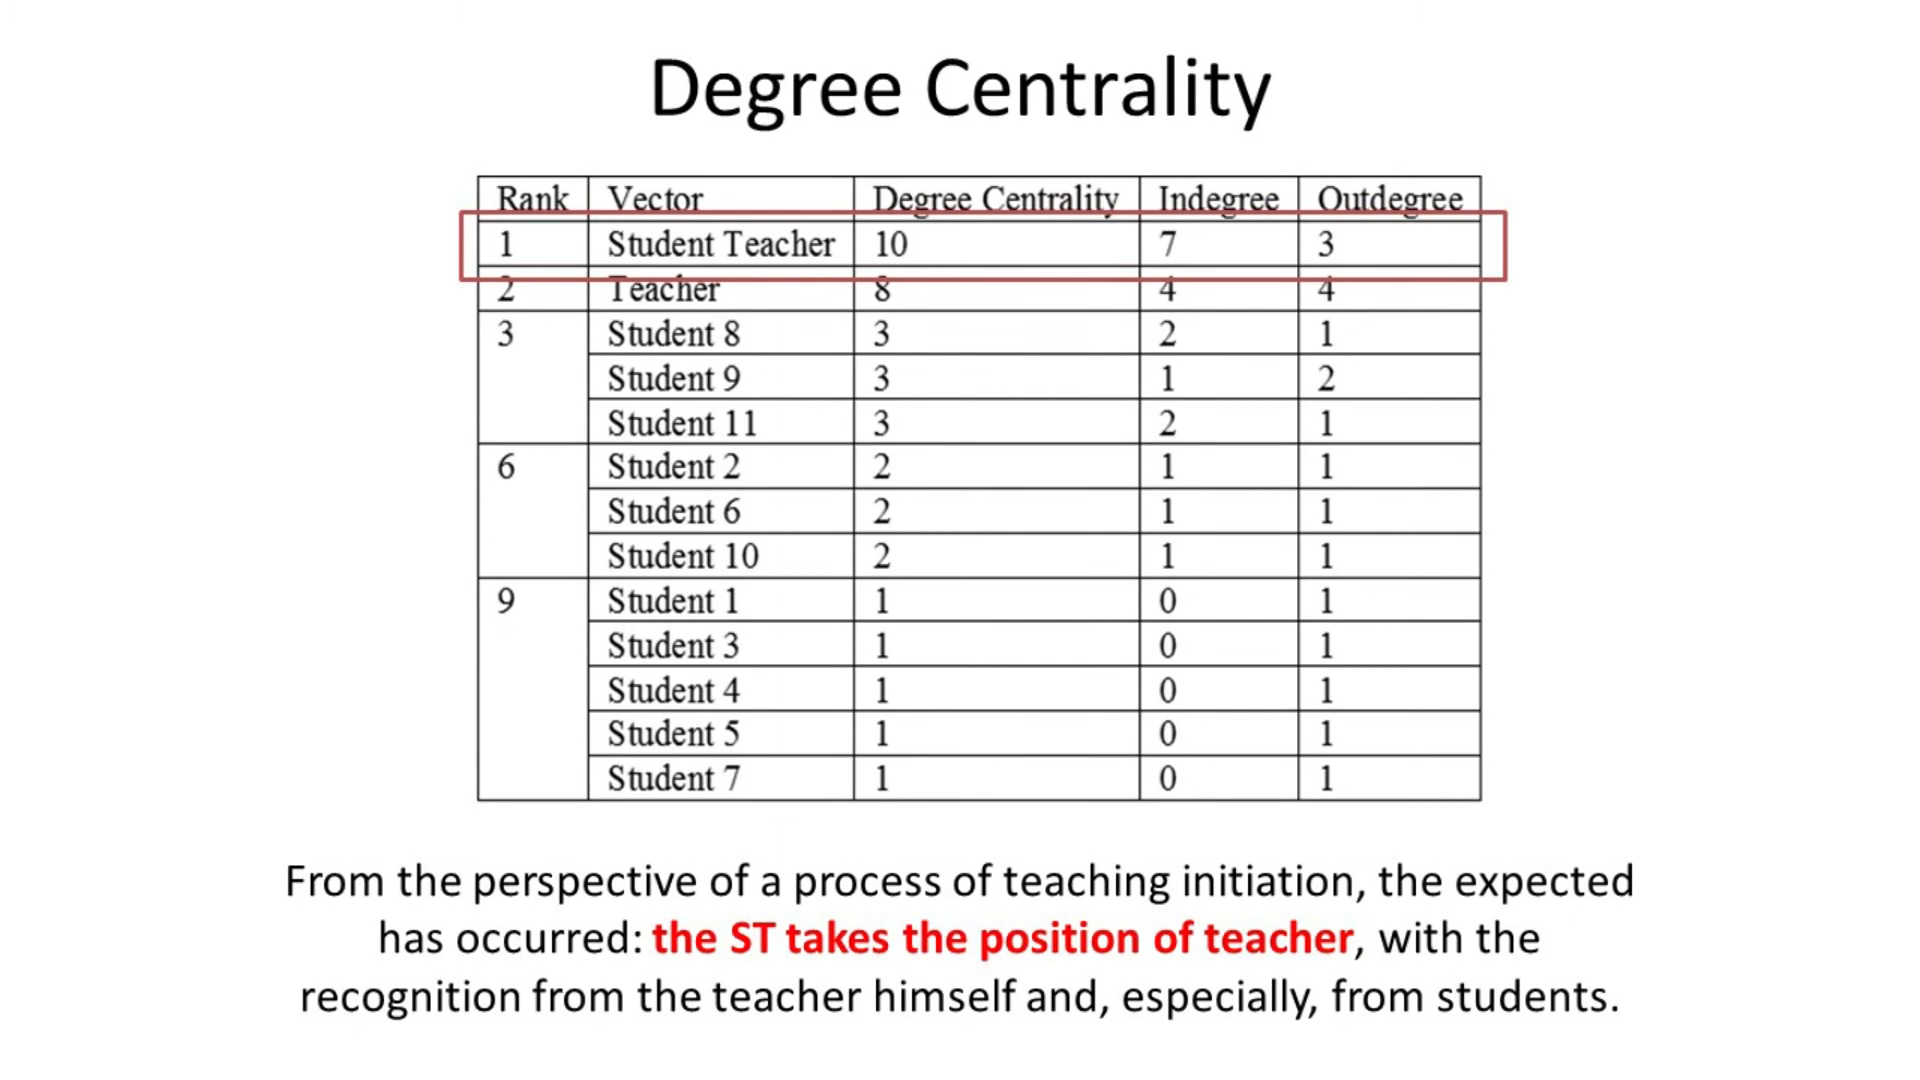 Degree Centrality
Rank Vector Degree Centrality Indegree Outdegree
1 Student Teacher 10 7 3
2 Teacher 8 4 4
3 Student 8 3 2 1
Student 9 3 1 2
Student 11 3 2 1
6 Student 2 2 1 1
Student 6 2 1 1
Student 10 2 1 1
9 Student 1 1 0 1
Student 3 1 0 1
Student 4 1 0 1
Student 5 1 0 1
Student 7 1 0 1
From the perspective of a process of teaching initiation, the expected
has occurred: the ST takes the position of teacher, with the
recognition from the teacher himself and, especially, from students.